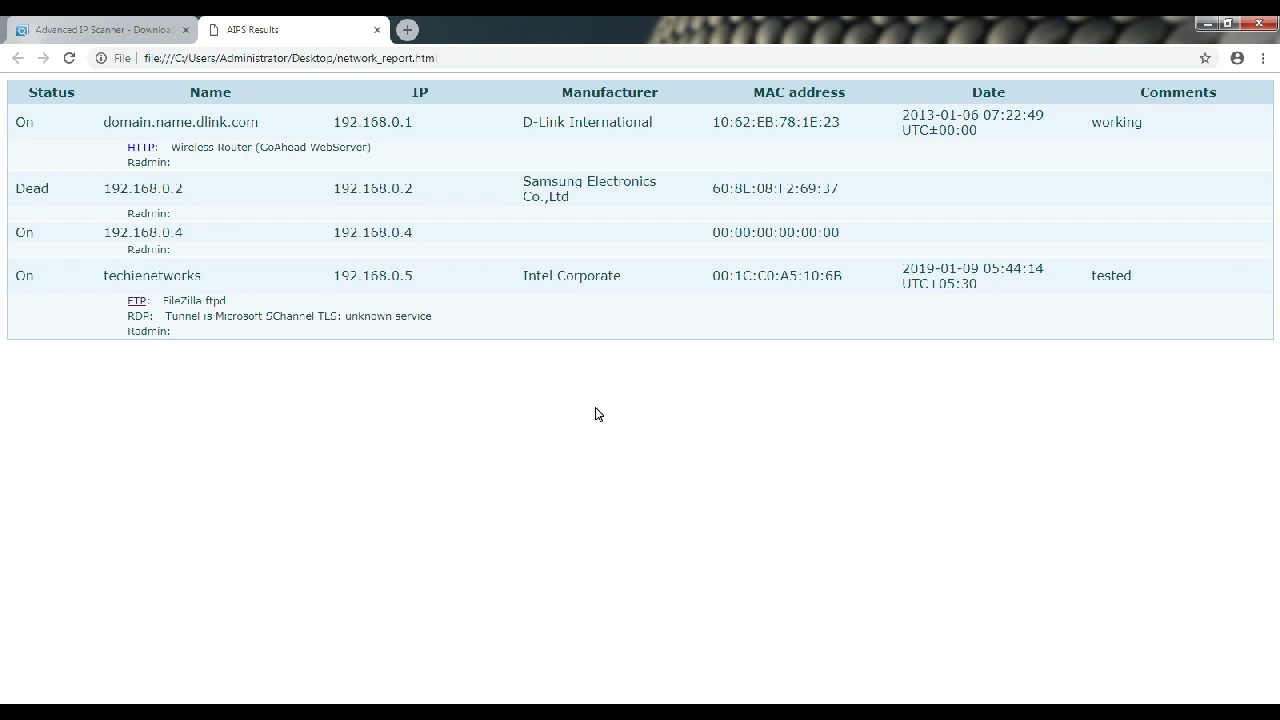 Advanced IP Scanner - Downloa
AIPS Results
File
file:///C:/Users/Administrator/Desktop/network_report.html
Status Name IP Manufacturer MAC address Date Comments
On domain.name.dlink.com 192.168.0.1 D-Link International 10:62:EB:78:1E:23 2013-01-06 07:22:49 working
UTC±00:00
HTTP: Wireless Router (GoAhead WebServer)
Radmin:
Dead 192.168.0.2 192.168.0.2 Samsung Electronics 60:8E:08:F2:69:37
Co.,Ltd
Radmin:
On 192.168.0.4 192.168.0.4 00:00:00:00:00:00
Radmin:
On techienetworks 192.168.0.5 Intel Corporate 00:1C:C0:A5:10:6B 2019-01-09 05:44:14 tested
UTC+05:30
FTP: FileZilla ftpd
RDP: Tunnel is Microsoft SChannel TLS: unknown service
Radmin: